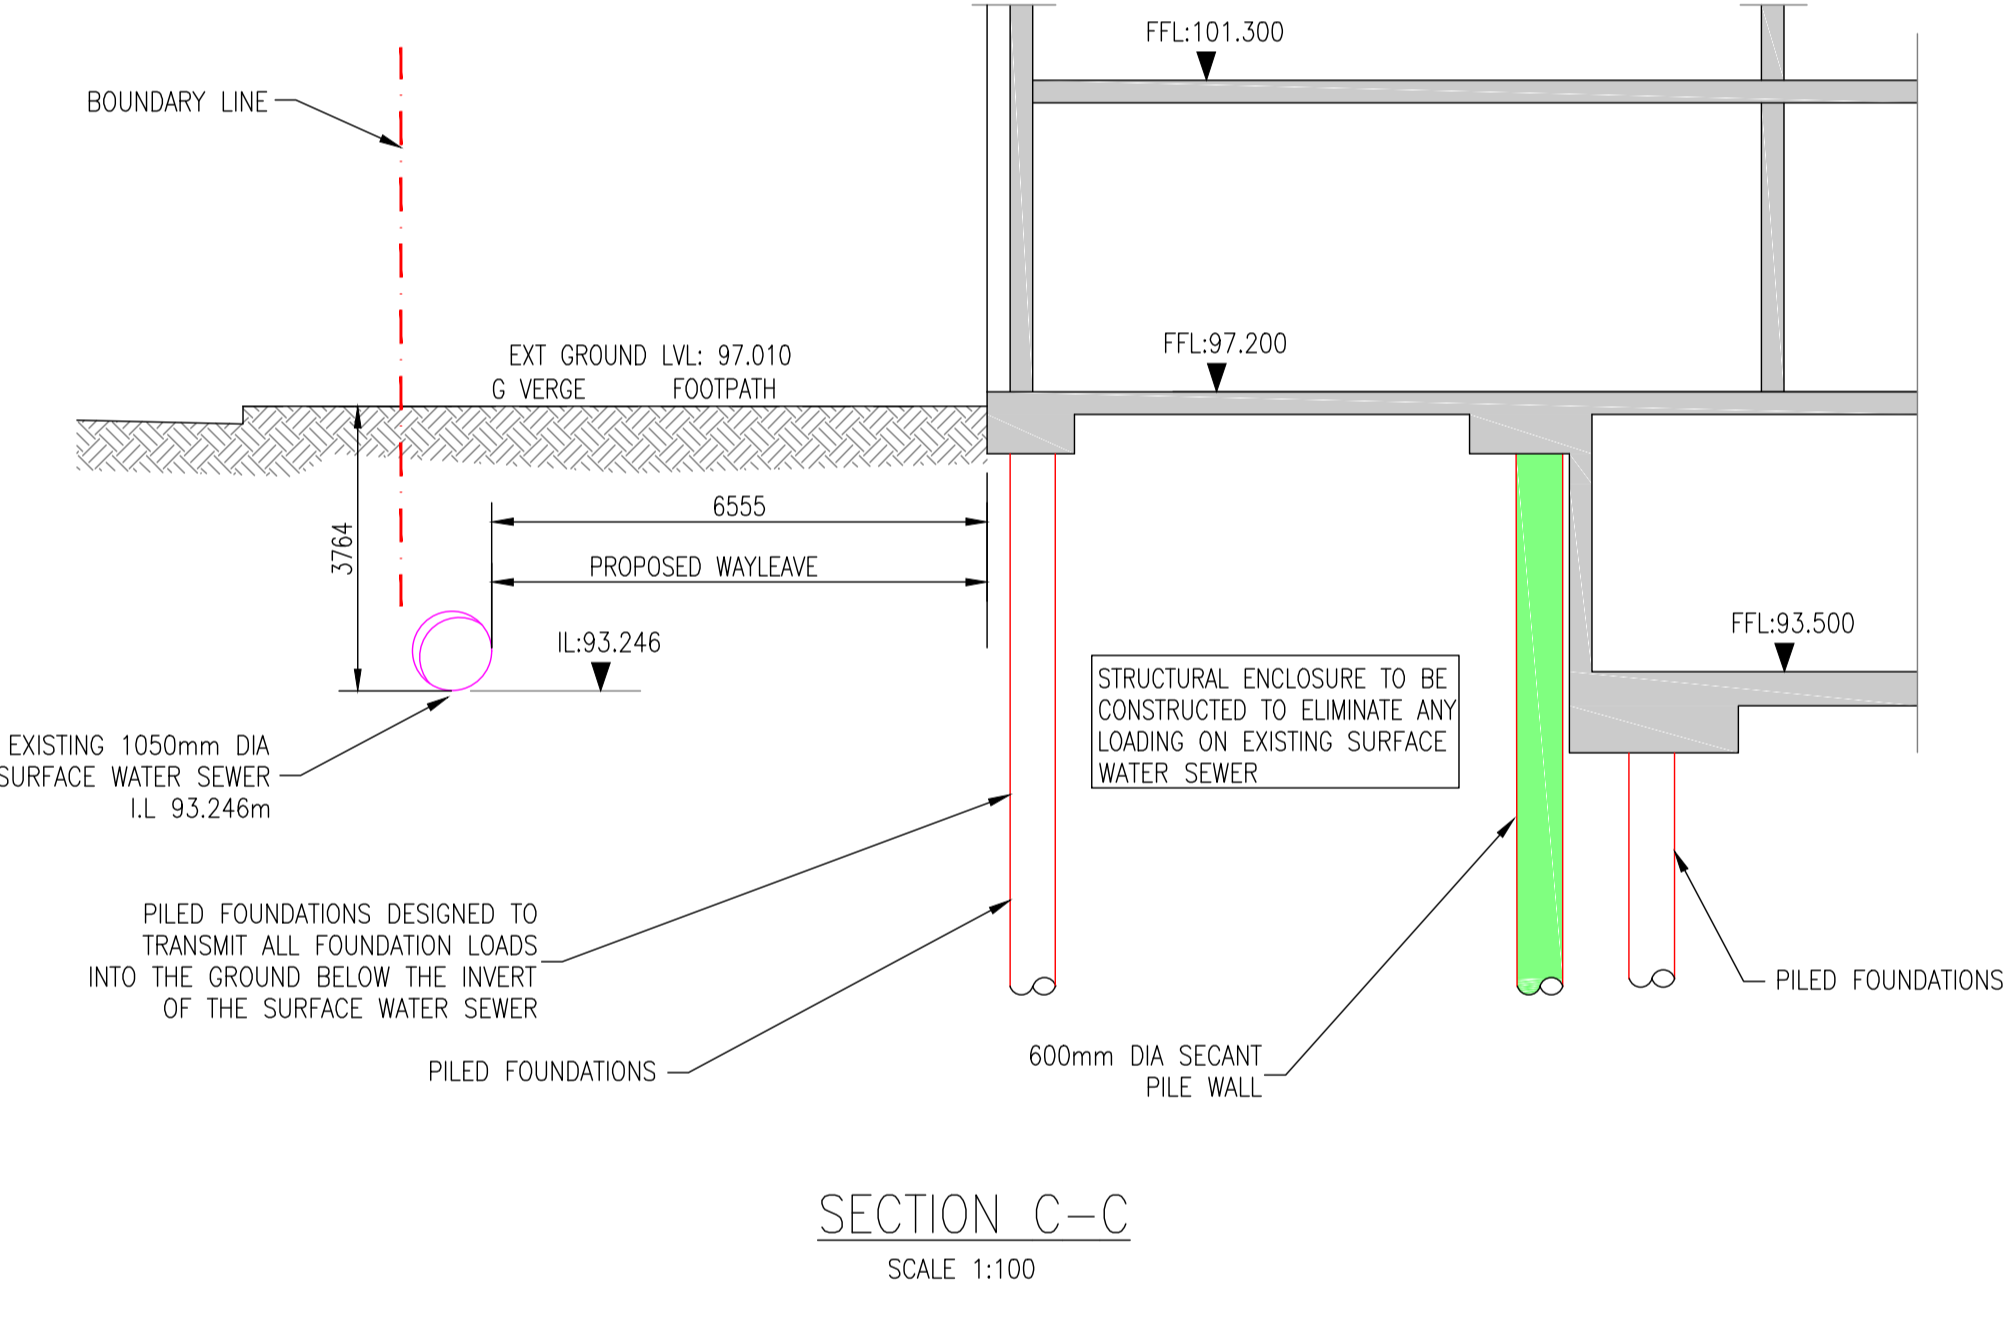 FFL:101.300
BOUNDARY LINE
FFL:97.200
EXT GROUND LVL: 97.010
G VERGE FOOTPATH
6555
3764
PROPOSED WAYLEAVE
IL:93.246
FFL:93.500
STRUCTURAL ENCLOSURE TO BE
CONSTRUCTED TO ELIMINATE ANY
LOADING ON EXISTING SURFACE
WATER SEWER
EXISTING 1050mm DIA
SURFACE WATER SEWER
I.L 93.246m
PILED FOUNDATIONS DESIGNED TO
TRANSMIT ALL FOUNDATION LOADS
INTO THE GROUND BELOW THE INVERT
OF THE SURFACE WATER SEWER
PILED FOUNDATIONS
PILED FOUNDATIONS
600mm DIA SECANT
PILE WALL
SECTION C-C
SCALE 1:100